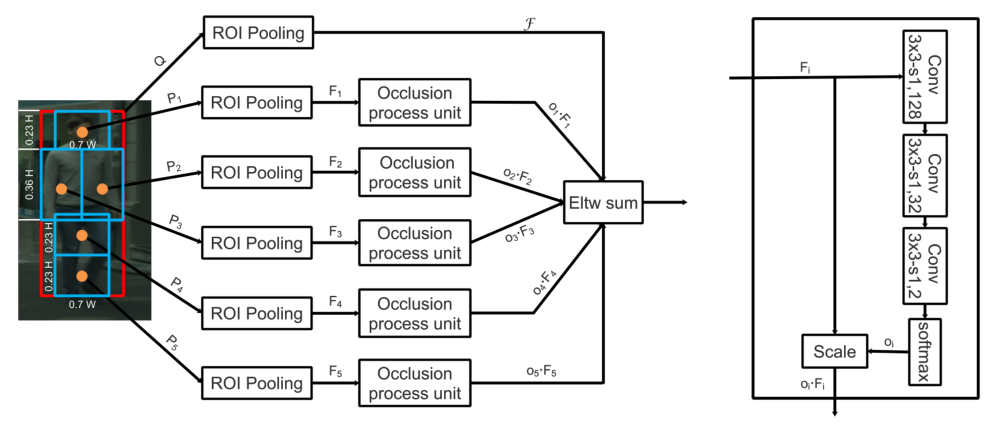 Q
ROI Pooling
ℱ
P1
ROI Pooling
F1
Occlusion
process unit
o1·F1
P2
ROI Pooling
F2
Occlusion
process unit
o2·F2
P3
ROI Pooling
F3
Occlusion
process unit
o3·F3
P4
ROI Pooling
F4
Occlusion
process unit
o4·F4
P5
ROI Pooling
F5
Occlusion
process unit
o5·F5
Eltw sum
0.23 H
0.7 W
0.36 H
0.23 H
0.23 H
0.7 W
Fi
Conv
3x3-s1,128
Conv
3x3-s1,32
Conv
3x3-s1,2
softmax
oi
Scale
oi·Fi